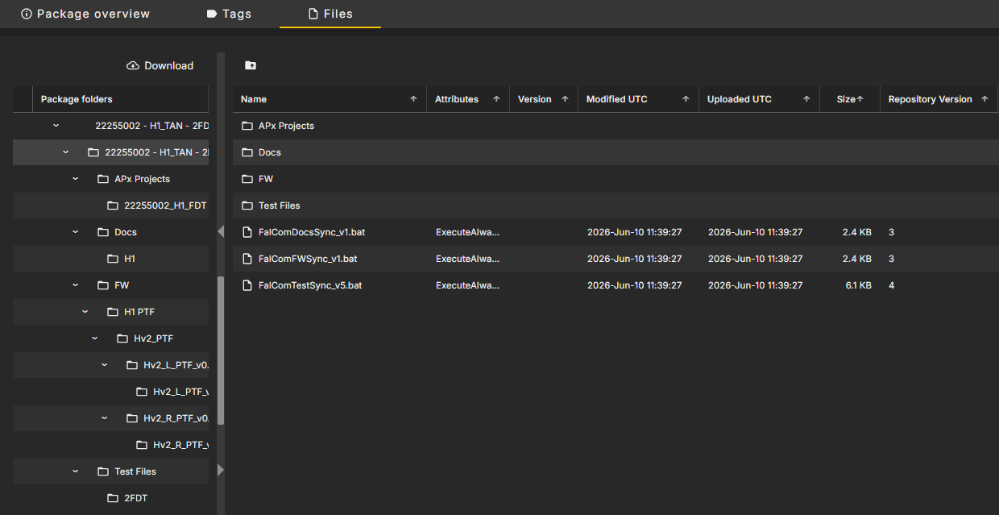 Package overview Tags Files
Download
Package folders
22255002 - H1_TAN - 2FD
22255002 - H1_TAN - 2
APx Projects
22255002_H1_FDT
Docs
H1
FW
H1 PTF
Hv2_PTF
Hv2_L_PTF_v0.
Hv2_L_PTF_v
Hv2_R_PTF_v0.
Hv2_R_PTF_v
Test Files
2FDT
Name Attributes Version Modified UTC Uploaded UTC Size Repository Version
APx Projects
Docs
FW
Test Files
FalComDocsSync_v1.bat ExecuteAlwa... 2026-Jun-10 11:39:27 2026-Jun-10 11:39:27 2.4 KB 3
FalComFWSync_v1.bat ExecuteAlwa... 2026-Jun-10 11:39:27 2026-Jun-10 11:39:27 2.4 KB 3
FalComTestSync_v5.bat ExecuteAlwa... 2026-Jun-10 11:39:27 2026-Jun-10 11:39:27 6.1 KB 4